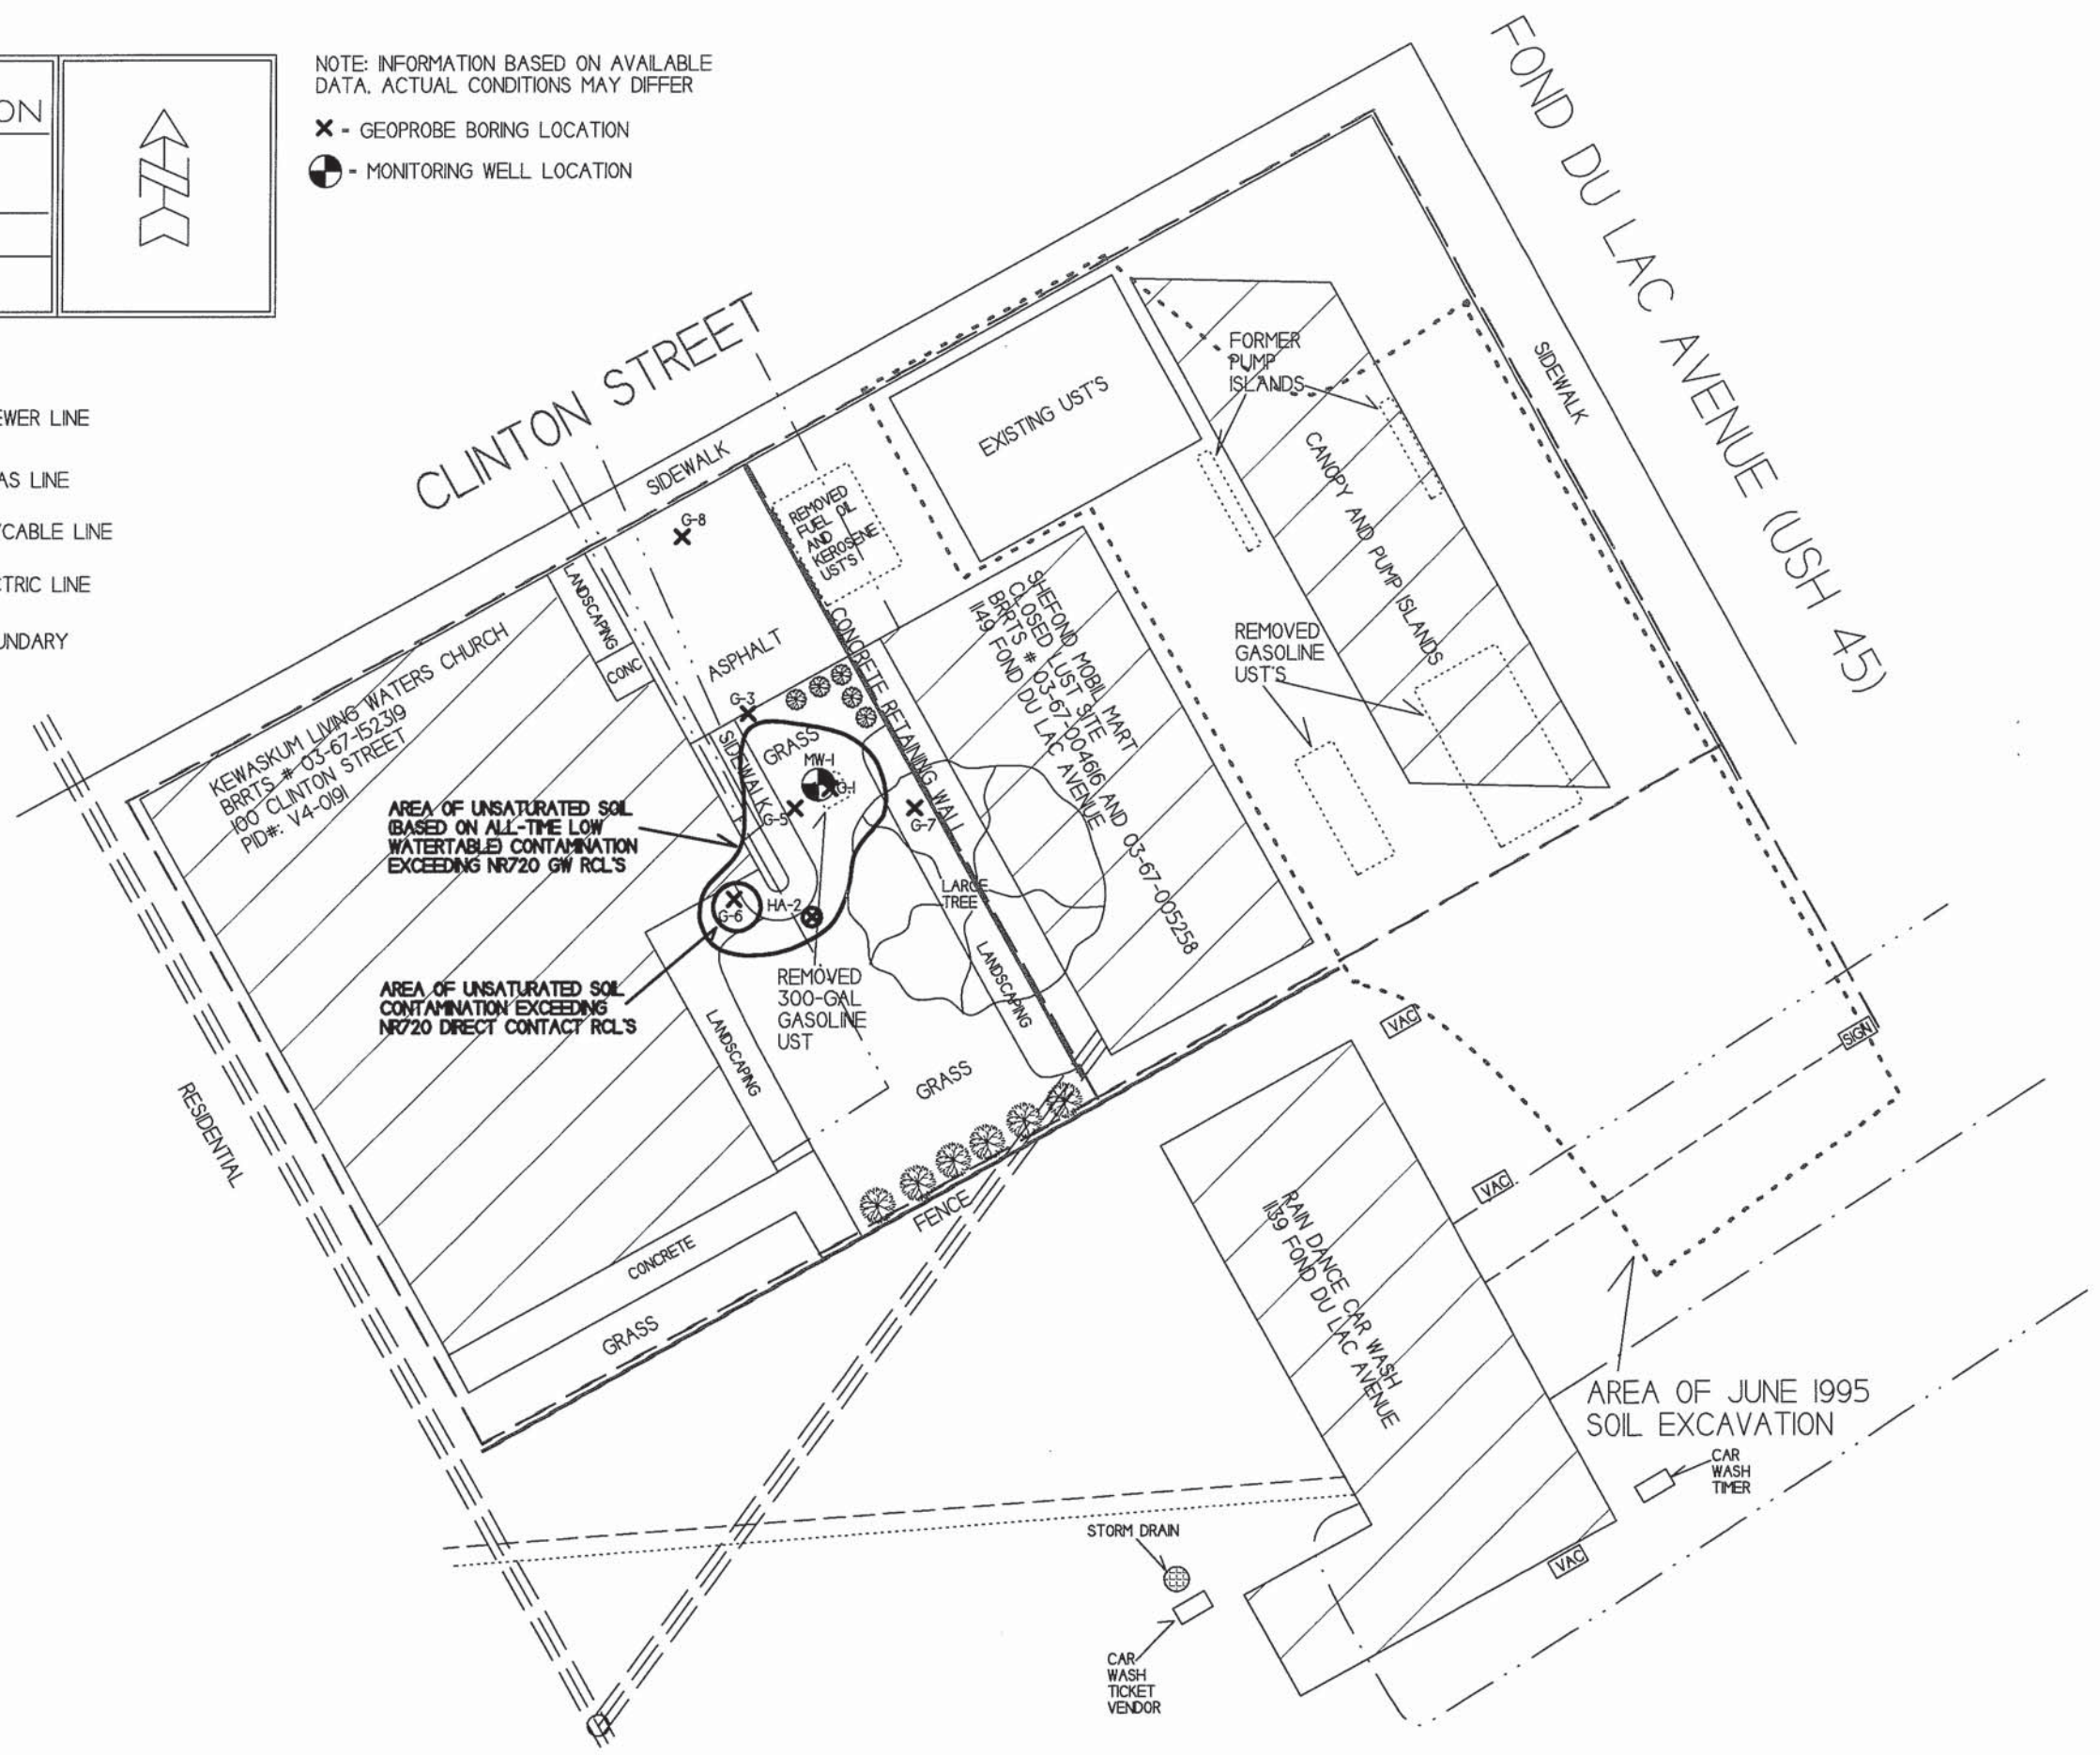 ON
N
NOTE: INFORMATION BASED ON AVAILABLE
DATA. ACTUAL CONDITIONS MAY DIFFER
X - GEOPROBE BORING LOCATION
- MONITORING WELL LOCATION
EWER LINE
AS LINE
/CABLE LINE
TRIC LINE
UNDARY
CLINTON STREET
FOND DU LAC AVENUE (USH 45)
SIDEWALK
SIDEWALK
FORMER
PUMP
ISLANDS
EXISTING UST'S
CANOPY AND PUMP ISLANDS
G-8
REMOVED
FUEL OIL
AND
KEROSENE
UST'S
LANDSCAPING
CONC
ASPHALT
CONCRETE RETAINING WALL
SHEFOND MOBIL MART
CLOSED LUST SITE
BRRTS # 03-67-004616 AND 03-67-005258
1149 FOND DU LAC AVENUE
REMOVED
GASOLINE
UST'S
KEWASKUM LIVING WATERS CHURCH
BRRTS # 03-67-152319
100 CLINTON STREET
PID#: V4-0191
G-3
SIDEWALK
GRASS
MW-1
G-1
G-5
G-7
AREA OF UNSATURATED SOIL
(BASED ON ALL-TIME LOW
WATERTABLE) CONTAMINATION
EXCEEDING NR720 GW RCL'S
LARGE
TREE
HA-2
G-6
AREA OF UNSATURATED SOIL
CONTAMINATION EXCEEDING
NR720 DIRECT CONTACT RCL'S
REMOVED
300-GAL
GASOLINE
UST
LANDSCAPING
LANDSCAPING
VAC
SIGN
RESIDENTIAL
GRASS
FENCE
VAC
CONCRETE
GRASS
RAIN DANCE CAR WASH
1139 FOND DU LAC AVENUE
AREA OF JUNE 1995
SOIL EXCAVATION
CAR
WASH
TIMER
STORM DRAIN
VAC
CAR
WASH
TICKET
VENDOR